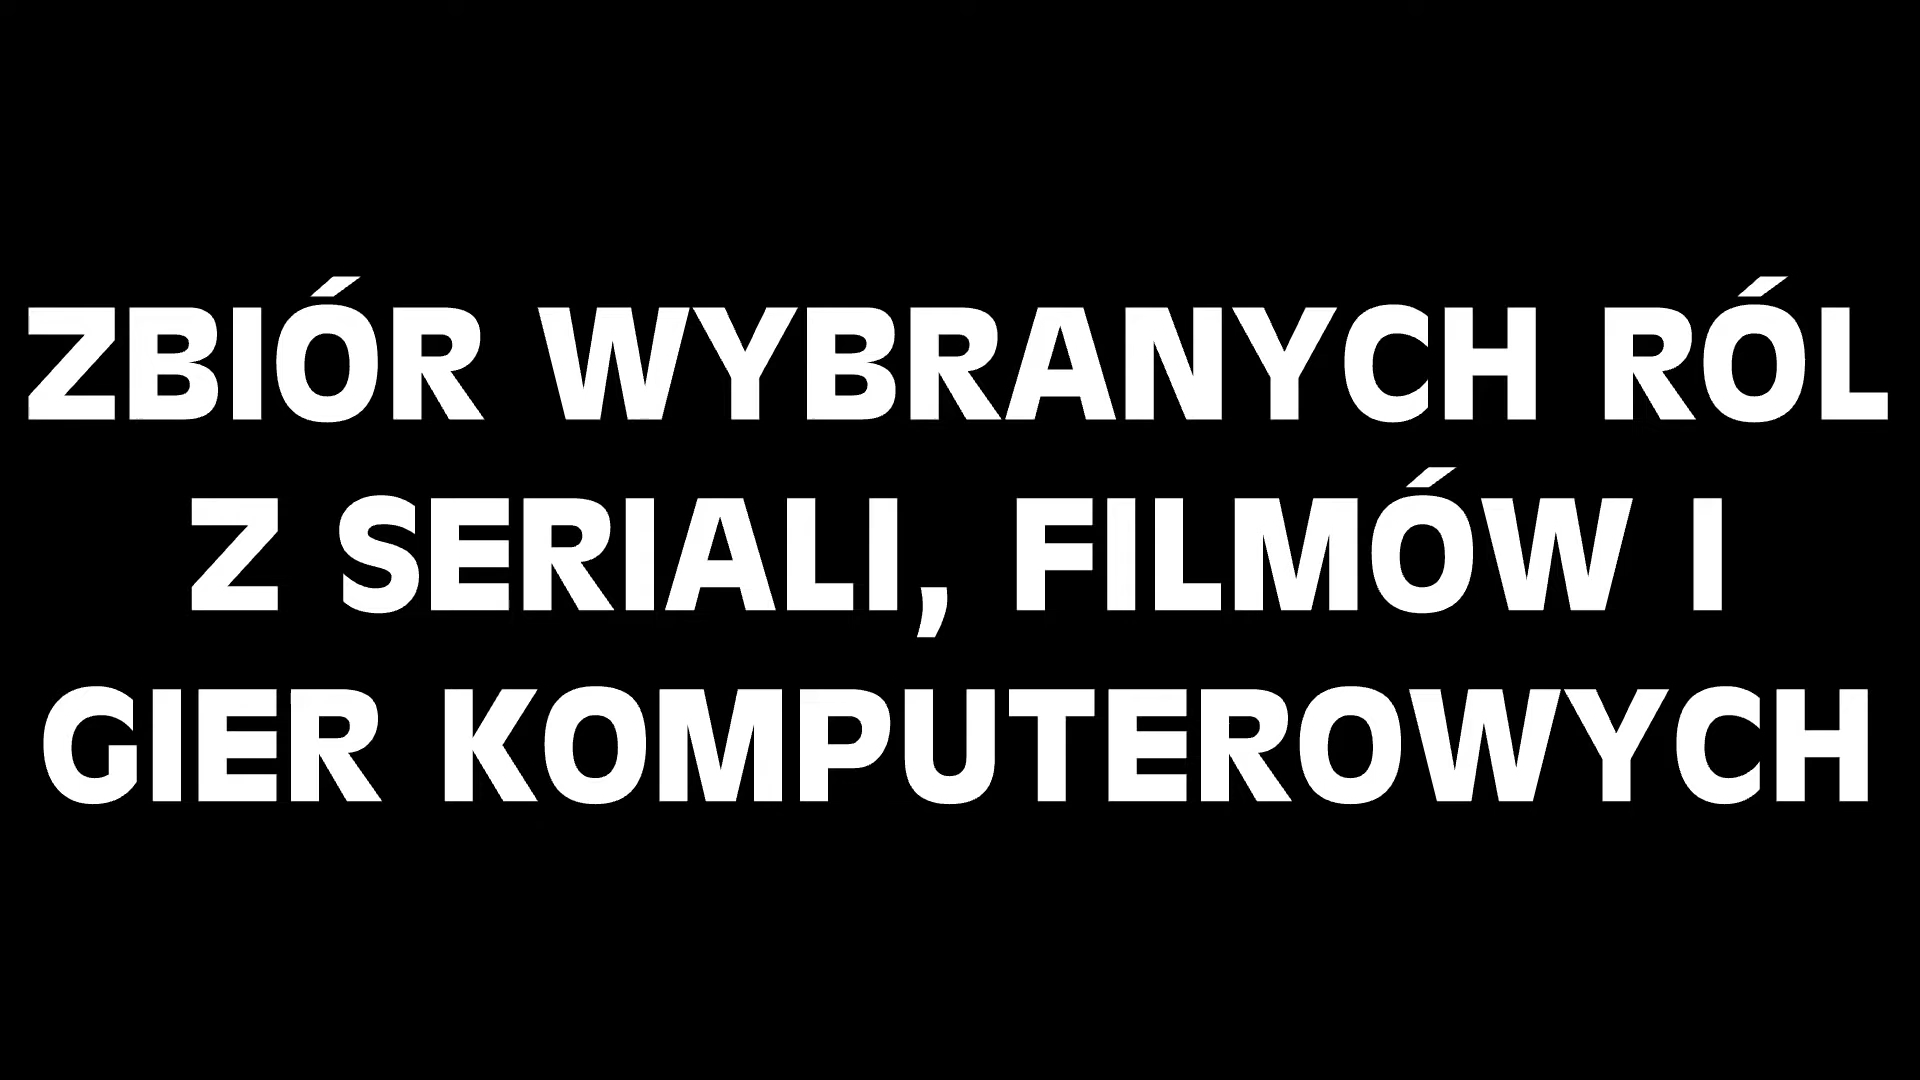 ZBIÓR WYBRANYCH RÓL
Z SERIALI, FILMÓW I
GIER KOMPUTEROWYCH